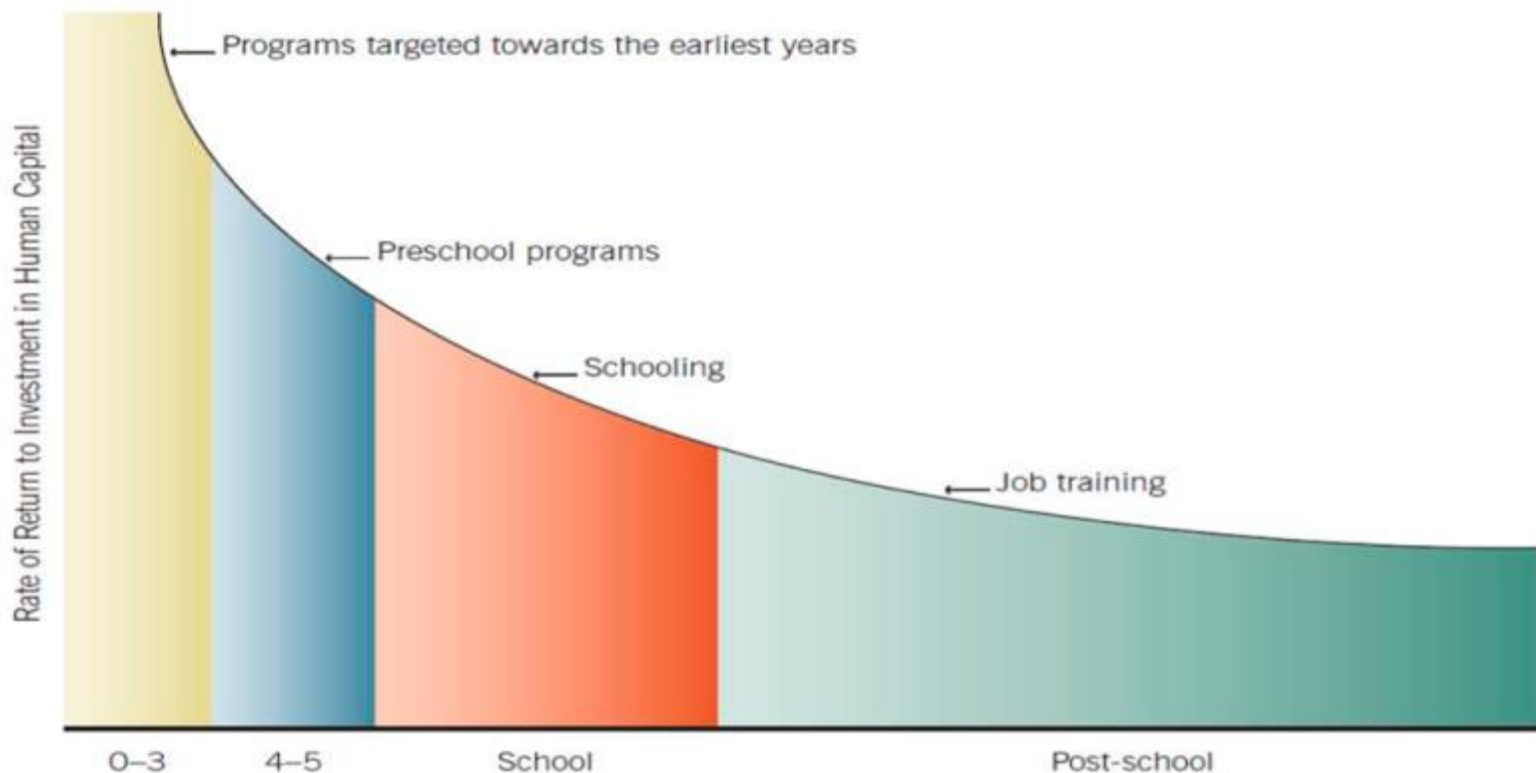 Programs targeted towards the earliest years
Preschool programs
Schooling
Job training
Rate of Return to Investment in Human Capital
0–3
4–5
School
Post-school